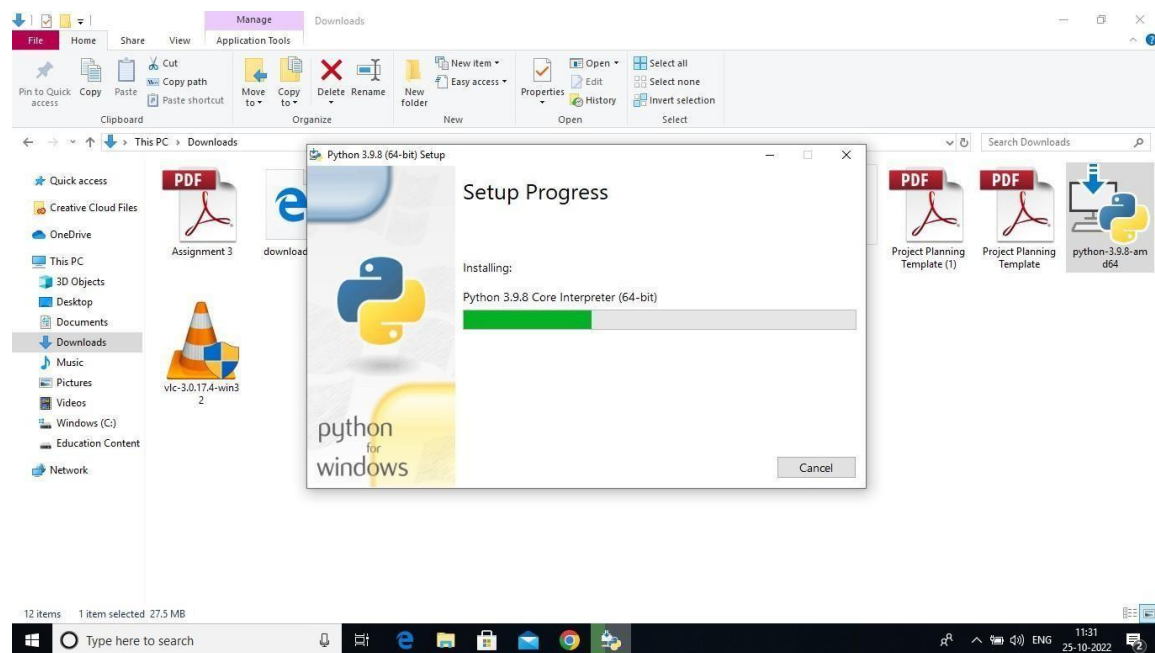 Manage
Downloads
File Home Share View Application Tools
Pin to Quick access
Copy
Paste
Cut
Copy path
Paste shortcut
Move to
Copy to
Delete
Rename
New folder
New item
Easy access
Properties
Open
Edit
History
Select all
Select none
Invert selection
Clipboard
Organize
New
Open
Select
This PC › Downloads
Search Downloads
Quick access
Creative Cloud Files
OneDrive
This PC
3D Objects
Desktop
Documents
Downloads
Music
Pictures
Videos
Windows (C:)
Education Content
Network
PDF
Assignment 3
download
vlc-3.0.17.4-win3
2
Python 3.9.8 (64-bit) Setup
Setup Progress
Installing:
Python 3.9.8 Core Interpreter (64-bit)
python
for
windows
Cancel
PDF
Project Planning
Template (1)
PDF
Project Planning
Template
python-3.9.8-am
d64
12 items 1 item selected 27.5 MB
Type here to search
ENG
11:31
25-10-2022
2